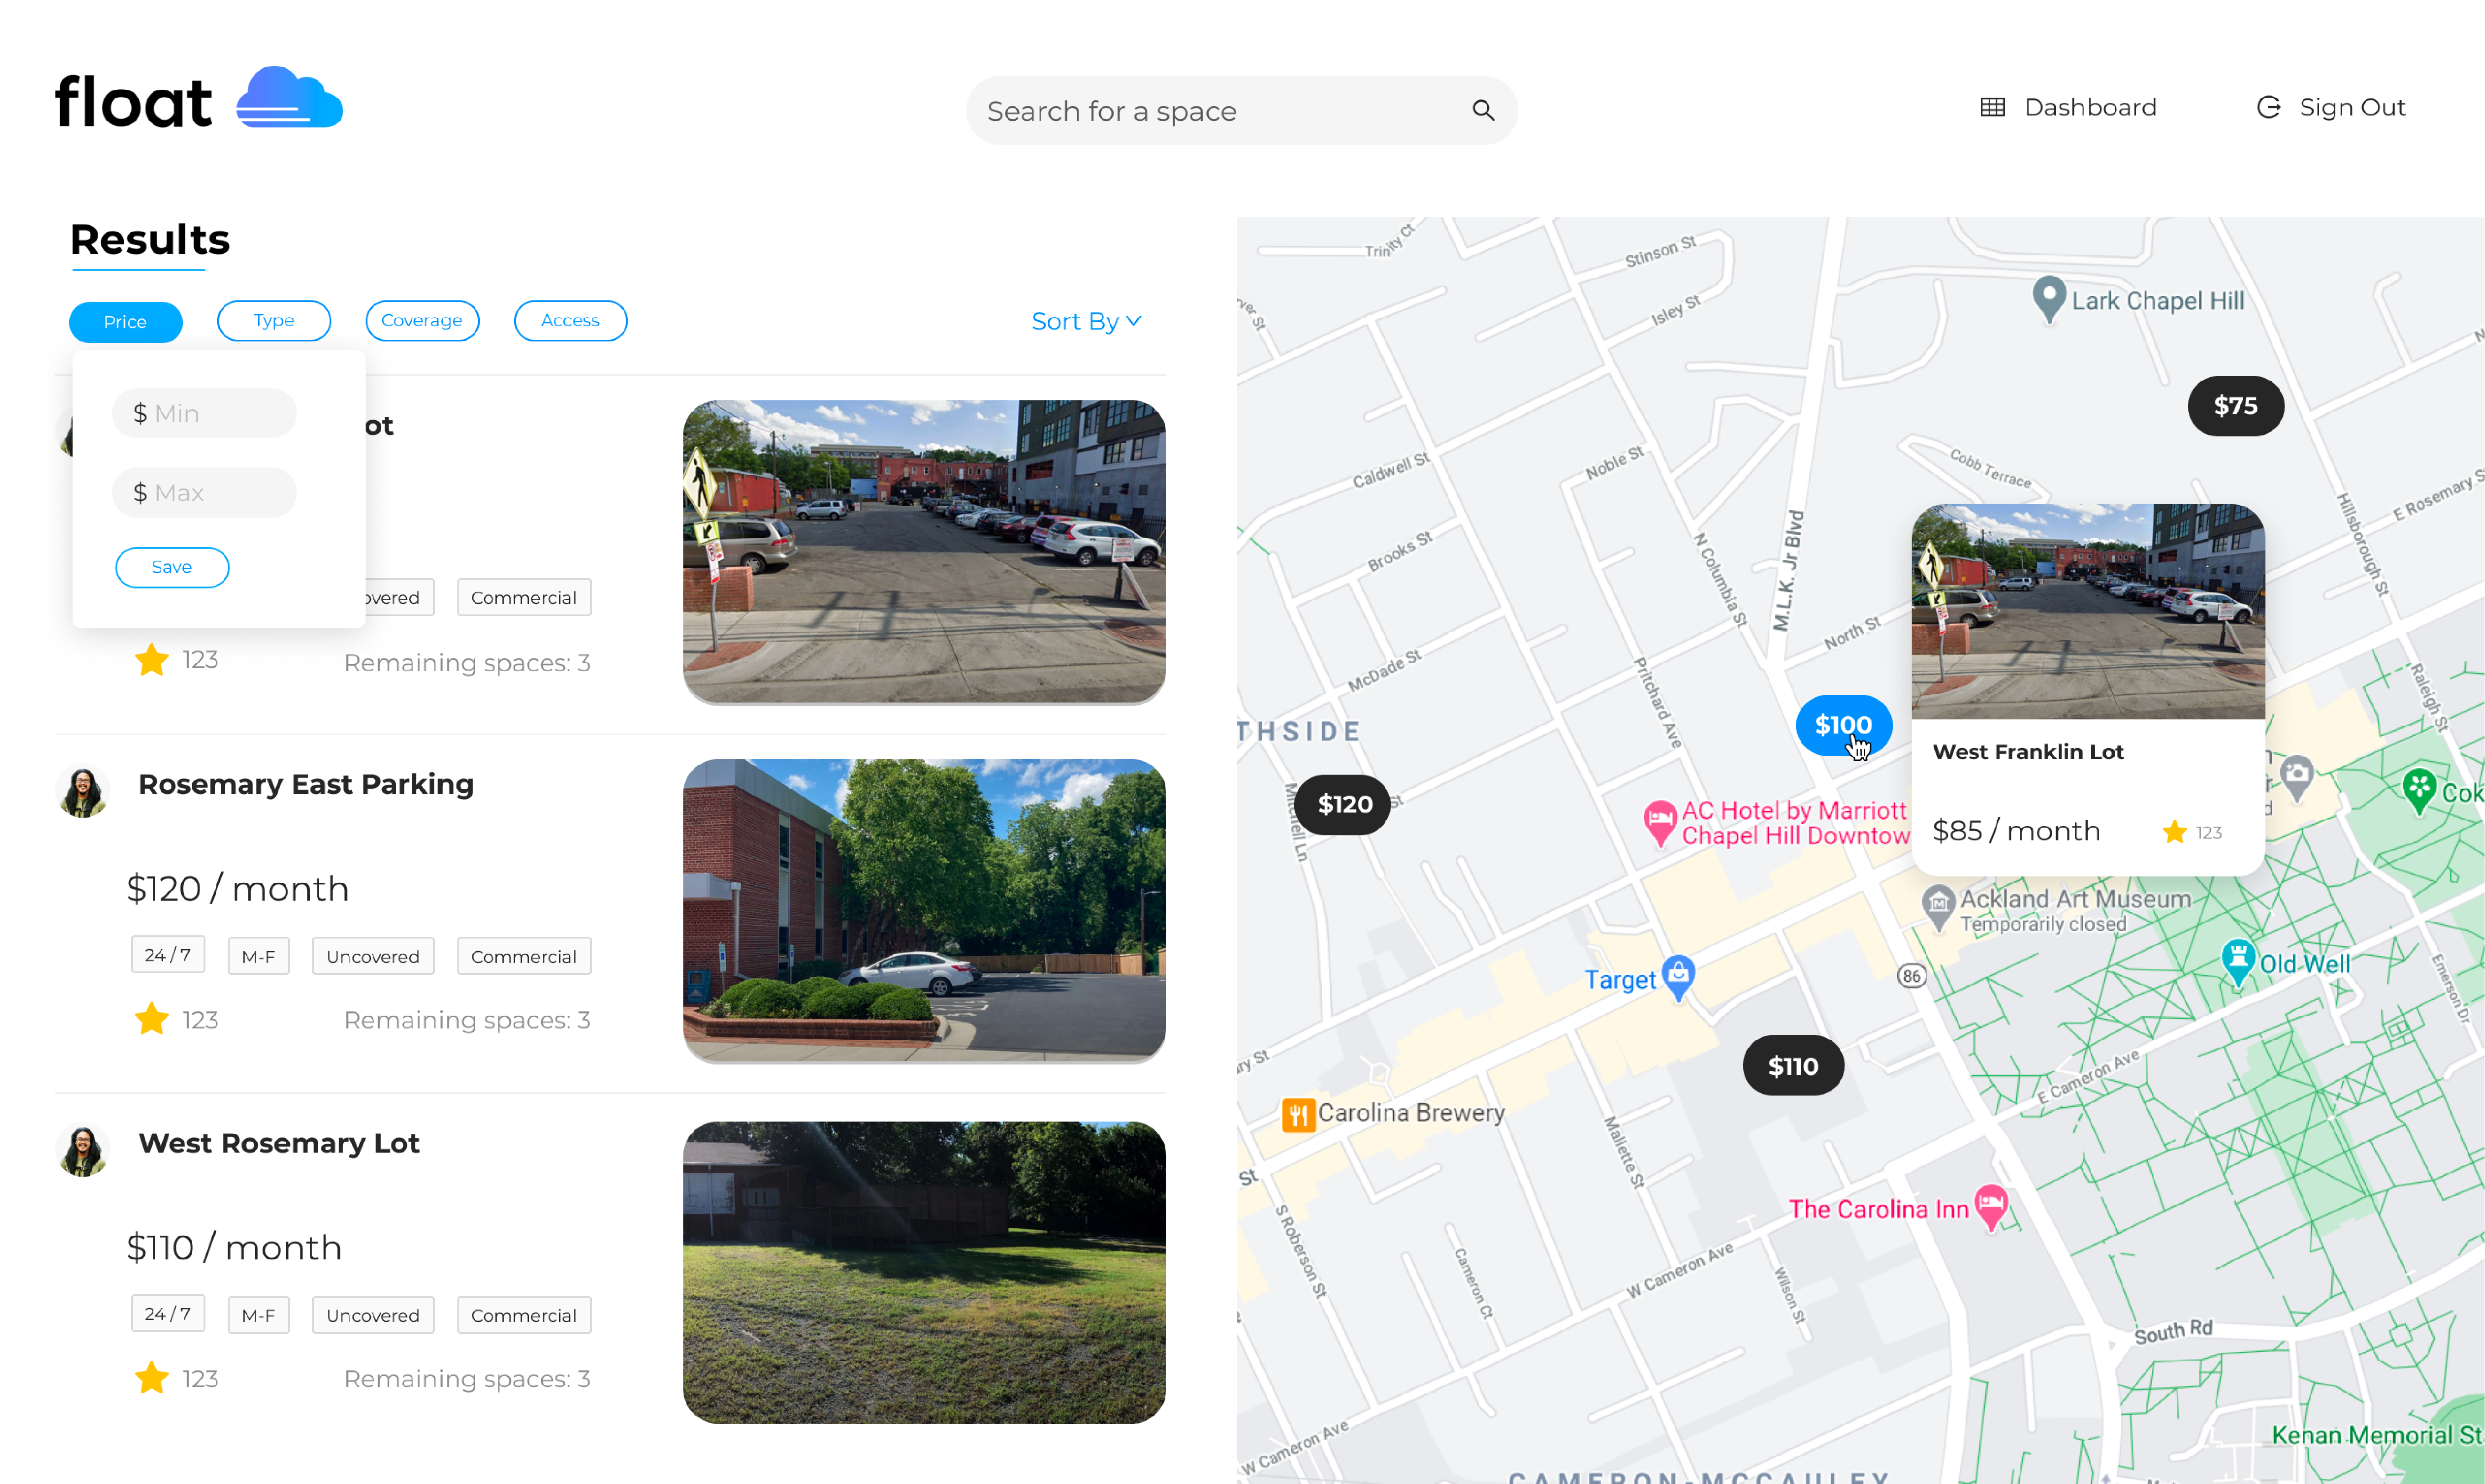 float
Search for a space
Dashboard
Sign Out
Results
Price
Type
Coverage
Access
Sort By
$ Min
$ Max
Save
ot
overed
Commercial
123
Remaining spaces: 3
Rosemary East Parking
$120 / month
24 / 7
M-F
Uncovered
Commercial
123
Remaining spaces: 3
West Rosemary Lot
$110 / month
24 / 7
M-F
Uncovered
Commercial
123
Remaining spaces: 3
Trinity Ct
Stinson St
Isley St
ver St
Lark Chapel Hill
$75
Caldwell St
Noble St
Cobb Terrace
Hillsborough St
E Rosemary S
Brooks St
N Columbia St
M.L.K. Jr Blvd
North St
McDade St
Pritchard Ave
Raleigh St
THSIDE
$100
West Franklin Lot
$85 / month
123
$120
St
AC Hotel by Marriott
Chapel Hill Downtow
Cok
Ackland Art Museum
Temporarily closed
Target
86
Old Well
Emerson Dr
$110
ry St
E Cameron Ave
Carolina Brewery
Mallette St
St
The Carolina Inn
S Roberson St
Cameron Ct
W Cameron Ave
Wilson St
South Rd
W Cameron Ave
Kenan Memorial St
CAMERON-MCCAULEY